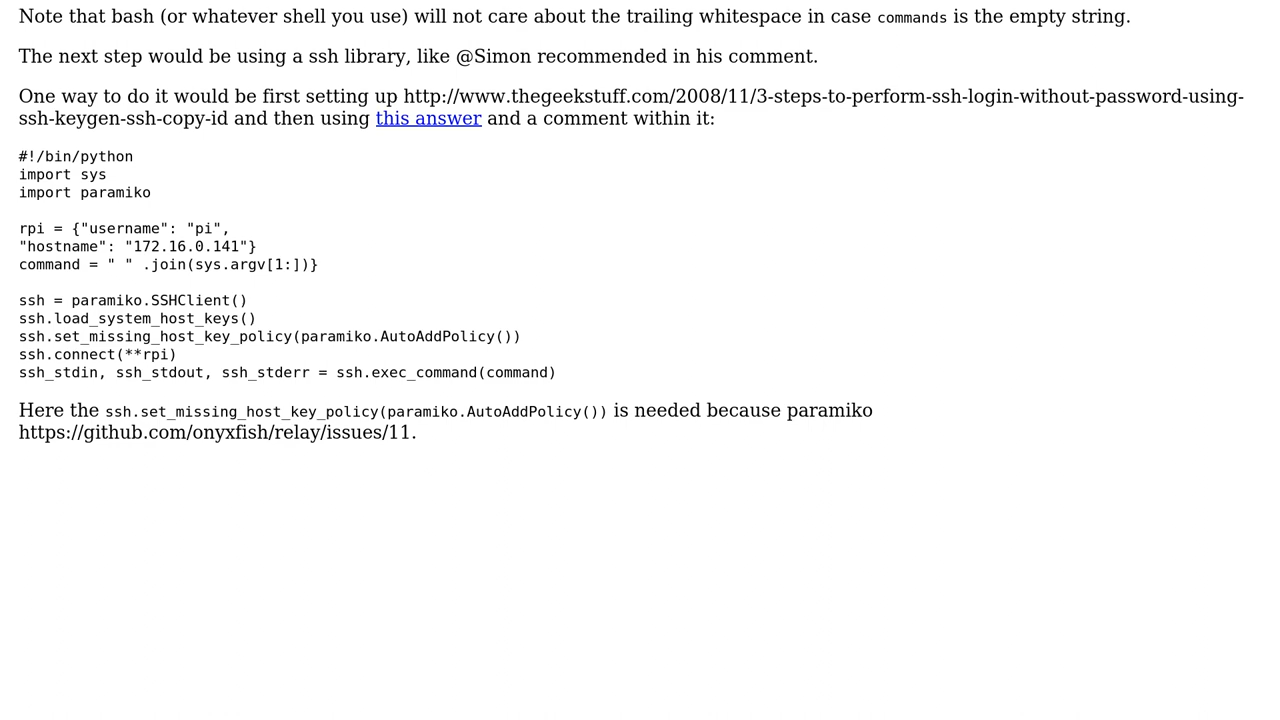 Note that bash (or whatever shell you use) will not care about the trailing whitespace in case commands is the empty string.
The next step would be using a ssh library, like @Simon recommended in his comment.
One way to do it would be first setting up http://www.thegeekstuff.com/2008/11/3-steps-to-perform-ssh-login-without-password-using-
ssh-keygen-ssh-copy-id and then using this answer and a comment within it:
#!/bin/python
import sys
import paramiko
rpi = {"username": "pi",
"hostname": "172.16.0.141"}
command = " " .join(sys.argv[1:])}
ssh = paramiko.SSHClient()
ssh.load_system_host_keys()
ssh.set_missing_host_key_policy(paramiko.AutoAddPolicy())
ssh.connect(**rpi)
ssh_stdin, ssh_stdout, ssh_stderr = ssh.exec_command(command)
Here the ssh.set_missing_host_key_policy(paramiko.AutoAddPolicy()) is needed because paramiko
https://github.com/onyxfish/relay/issues/11.